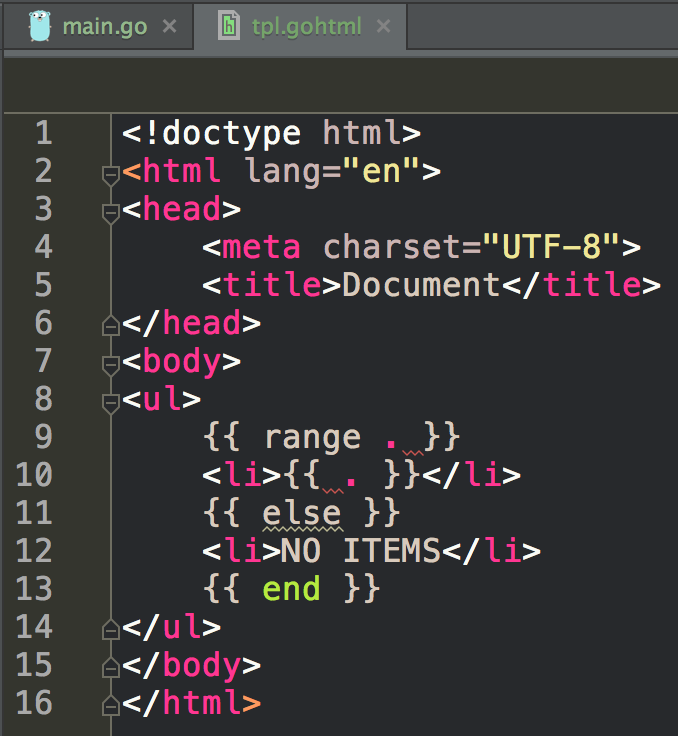 main.go × tpl.gohtml ×
1 <!doctype html>
2 <html lang="en">
3 <head>
4     <meta charset="UTF-8">
5     <title>Document</title>
6 </head>
7 <body>
8 <ul>
9     {{ range . }}
10     <li>{{ . }}</li>
11     {{ else }}
12     <li>NO ITEMS</li>
13     {{ end }}
14 </ul>
15 </body>
16 </html>